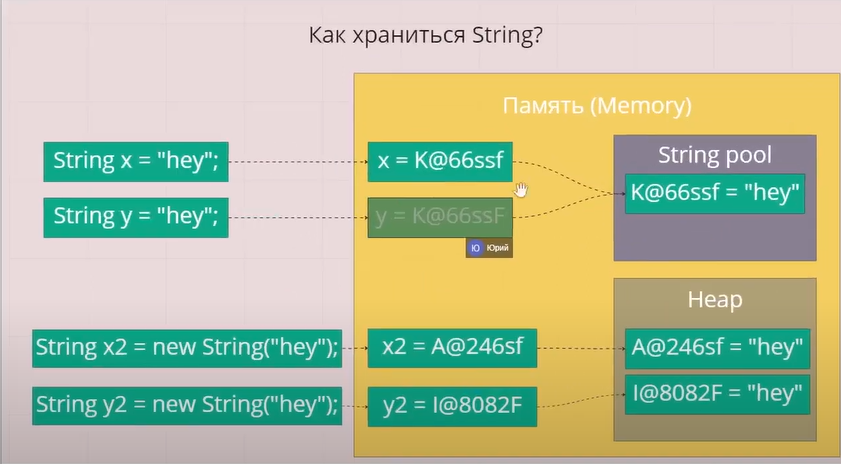 Как храниться String?
Память (Memory)
String x = "hey";
x = K@66ssf
String pool
K@66ssf = "hey"
String y = "hey";
y = K@66ssF
Ю Юрий
Heap
String x2 = new String("hey");
x2 = A@246sf
A@246sf = "hey"
String y2 = new String("hey");
y2 = I@8082F
I@8082F = "hey"